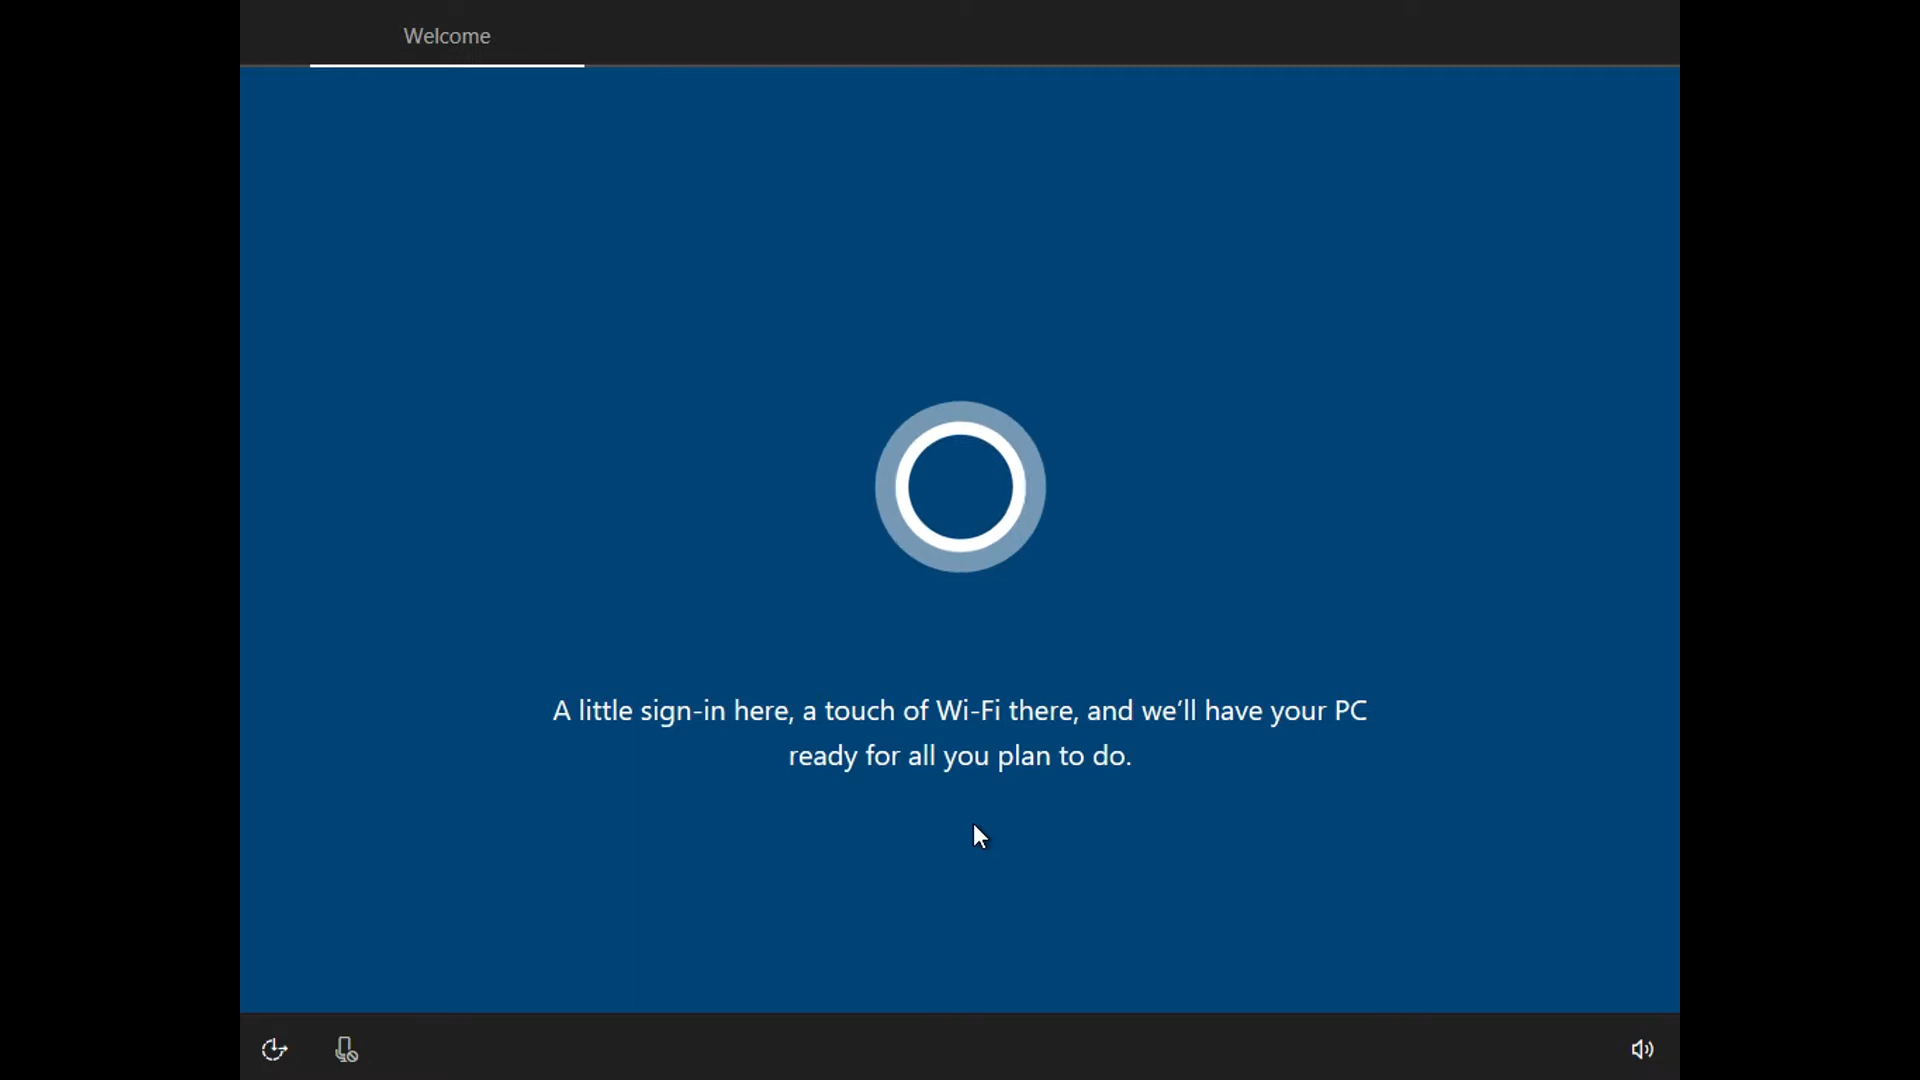 Welcome
A little sign-in here, a touch of Wi-Fi there, and we’ll have your PC
ready for all you plan to do.